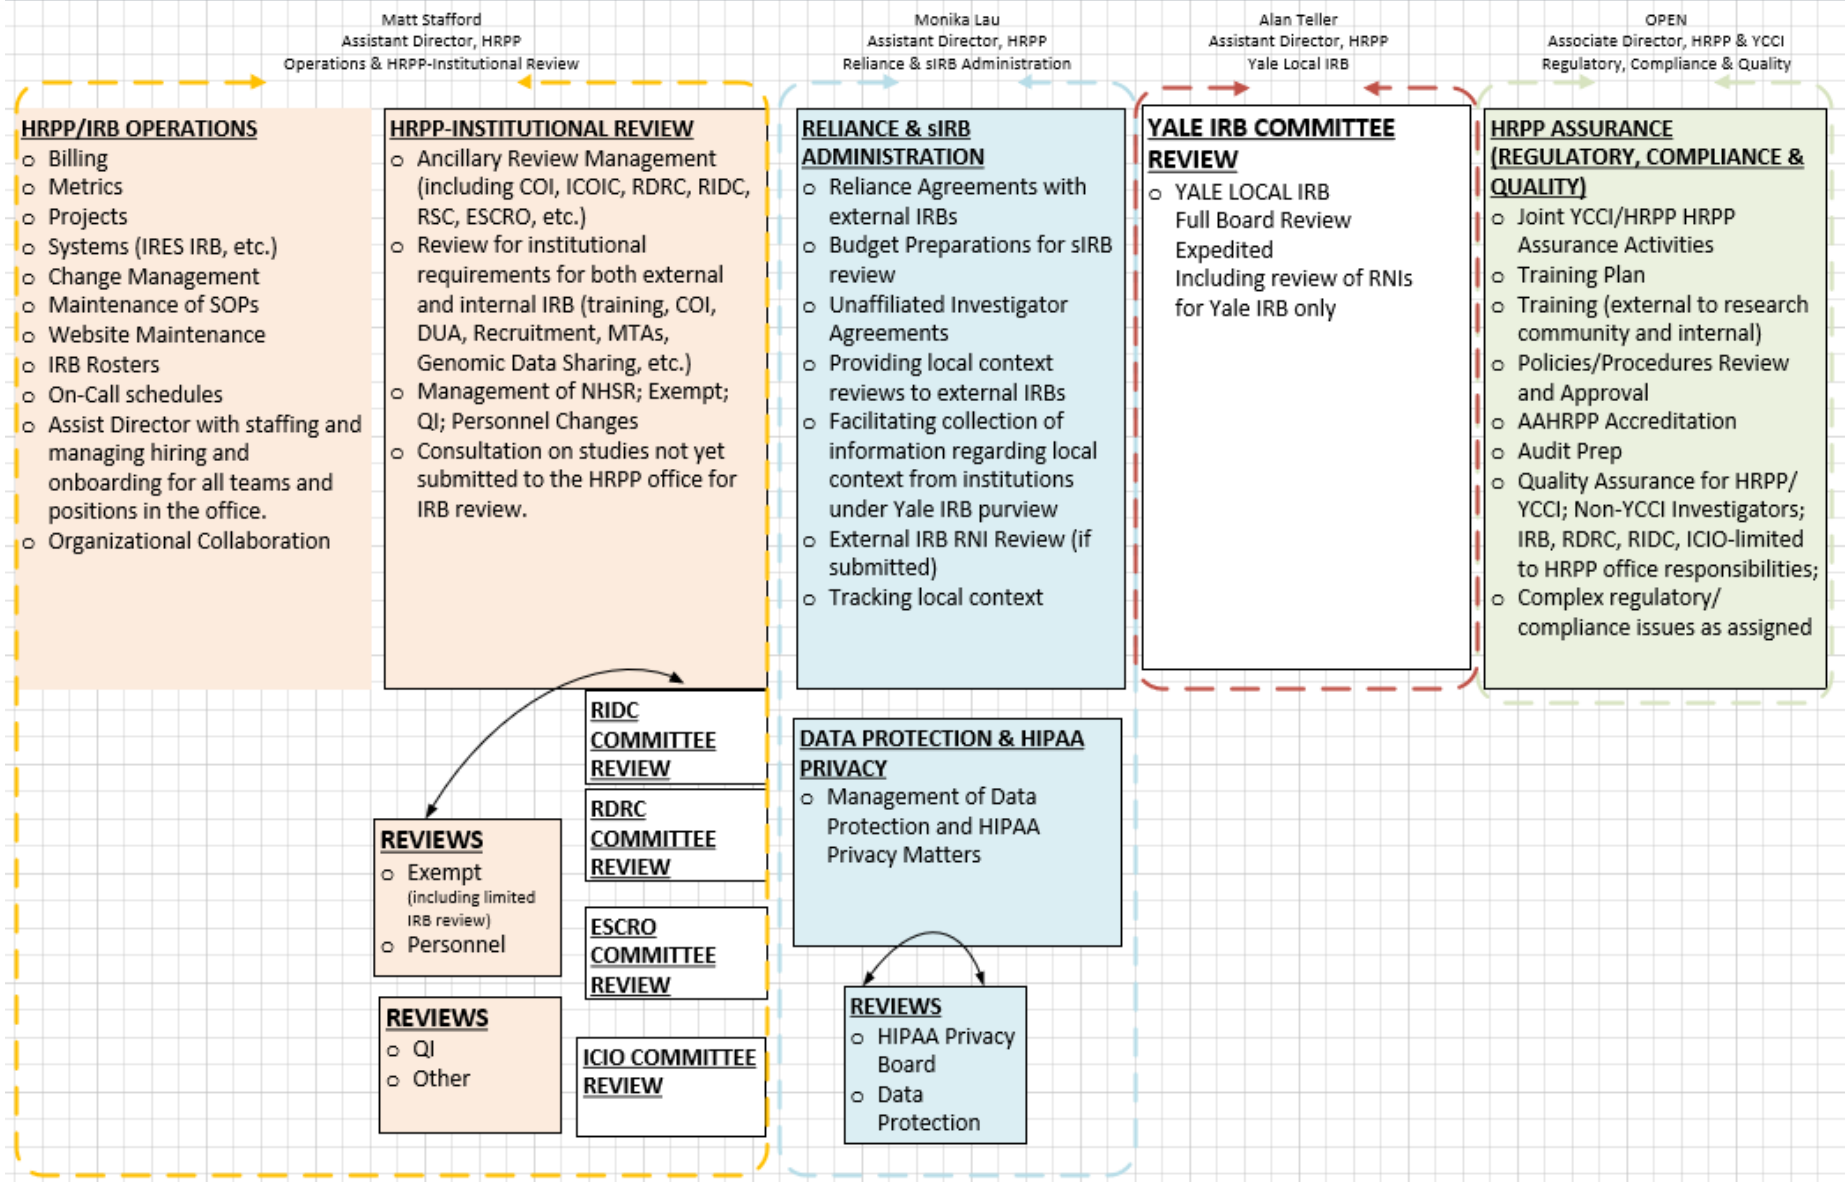 Matt Stafford
Assistant Director, HRPP
Operations & HRPP-Institutional Review
Monika Lau
Assistant Director, HRPP
Reliance & sIRB Administration
Alan Teller
Assistant Director, HRPP
Yale Local IRB
OPEN
Associate Director, HRPP & YCCI
Regulatory, Compliance & Quality
HRPP/IRB OPERATIONS
o Billing
o Metrics
o Projects
o Systems (IRES IRB, etc.)
o Change Management
o Maintenance of SOPs
o Website Maintenance
o IRB Rosters
o On-Call schedules
o Assist Director with staffing and
managing hiring and
onboarding for all teams and
positions in the office.
o Organizational Collaboration
HRPP-INSTITUTIONAL REVIEW
o Ancillary Review Management
(including COI, ICOIC, RDRC, RIDC,
RSC, ESCRO, etc.)
o Review for institutional
requirements for both external
and internal IRB (training, COI,
DUA, Recruitment, MTAs,
Genomic Data Sharing, etc.)
o Management of NHSR; Exempt;
QI; Personnel Changes
o Consultation on studies not yet
submitted to the HRPP office for
IRB review.
RELIANCE & sIRB
ADMINISTRATION
o Reliance Agreements with
external IRBs
o Budget Preparations for sIRB
review
o Unaffiliated Investigator
Agreements
o Providing local context
reviews to external IRBs
o Facilitating collection of
information regarding local
context from institutions
under Yale IRB purview
o External IRB RNI Review (if
submitted)
o Tracking local context
YALE IRB COMMITTEE
REVIEW
o YALE LOCAL IRB
Full Board Review
Expedited
Including review of RNIs
for Yale IRB only
HRPP ASSURANCE
(REGULATORY, COMPLIANCE &
QUALITY)
o Joint YCCI/HRPP HRPP
Assurance Activities
o Training Plan
o Training (external to research
community and internal)
o Policies/Procedures Review
and Approval
o AAHRPP Accreditation
o Audit Prep
o Quality Assurance for HRPP/
YCCI; Non-YCCI Investigators;
IRB, RDRC, RIDC, ICIO-limited
to HRPP office responsibilities;
o Complex regulatory/
compliance issues as assigned
RIDC
COMMITTEE
REVIEW
RDRC
COMMITTEE
REVIEW
ESCRO
COMMITTEE
REVIEW
ICIO COMMITTEE
REVIEW
REVIEWS
o Exempt
(including limited
IRB review)
o Personnel
REVIEWS
o QI
o Other
DATA PROTECTION & HIPAA
PRIVACY
o Management of Data
Protection and HIPAA
Privacy Matters
REVIEWS
o HIPAA Privacy
Board
o Data
Protection